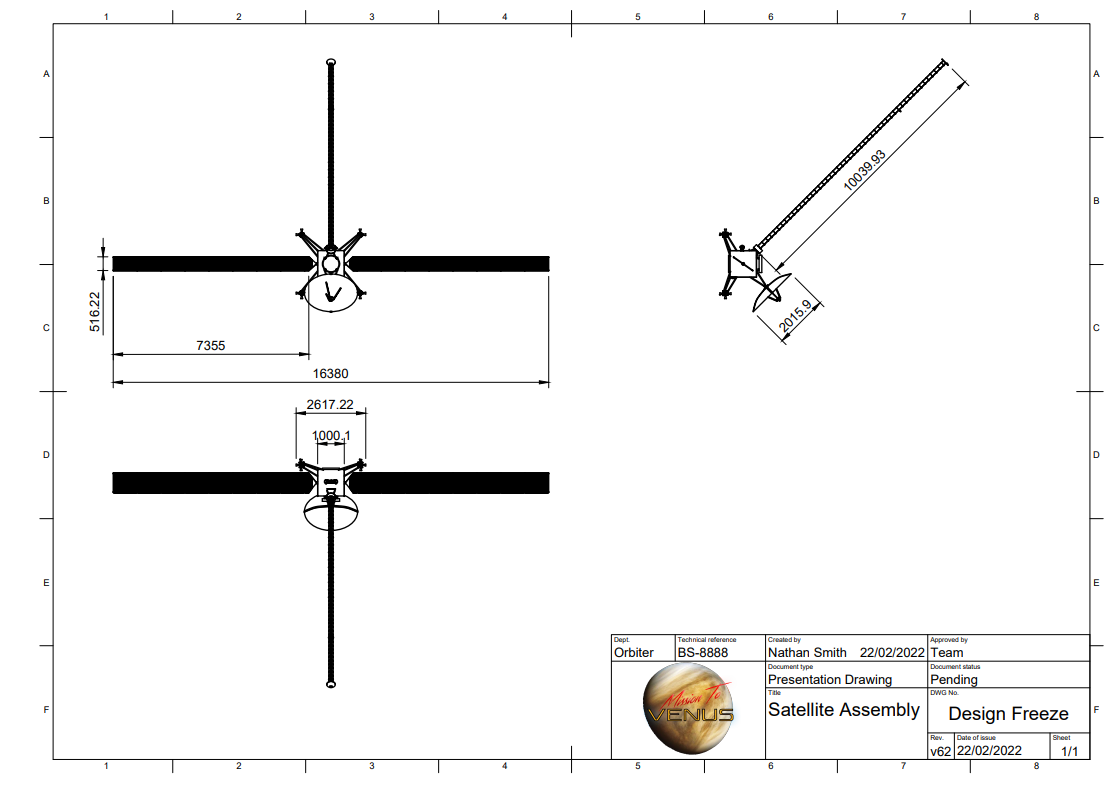 1 2 3 4 5 6 7 8
A A
10039.93
B B
516.22
2015.9
C C
7355
16380
2617.22
1000.1
D D
E E
Dept. Technical reference Created by Approved by
Orbiter BS-8888 Nathan Smith 22/02/2022 Team
Document type Document status
Presentation Drawing Pending
Title DWG No.
Mission To
VENUS
Satellite Assembly Design Freeze
F F
Rev. Date of issue Sheet
v62 22/02/2022 1/1
1 2 3 4 5 6 7 8